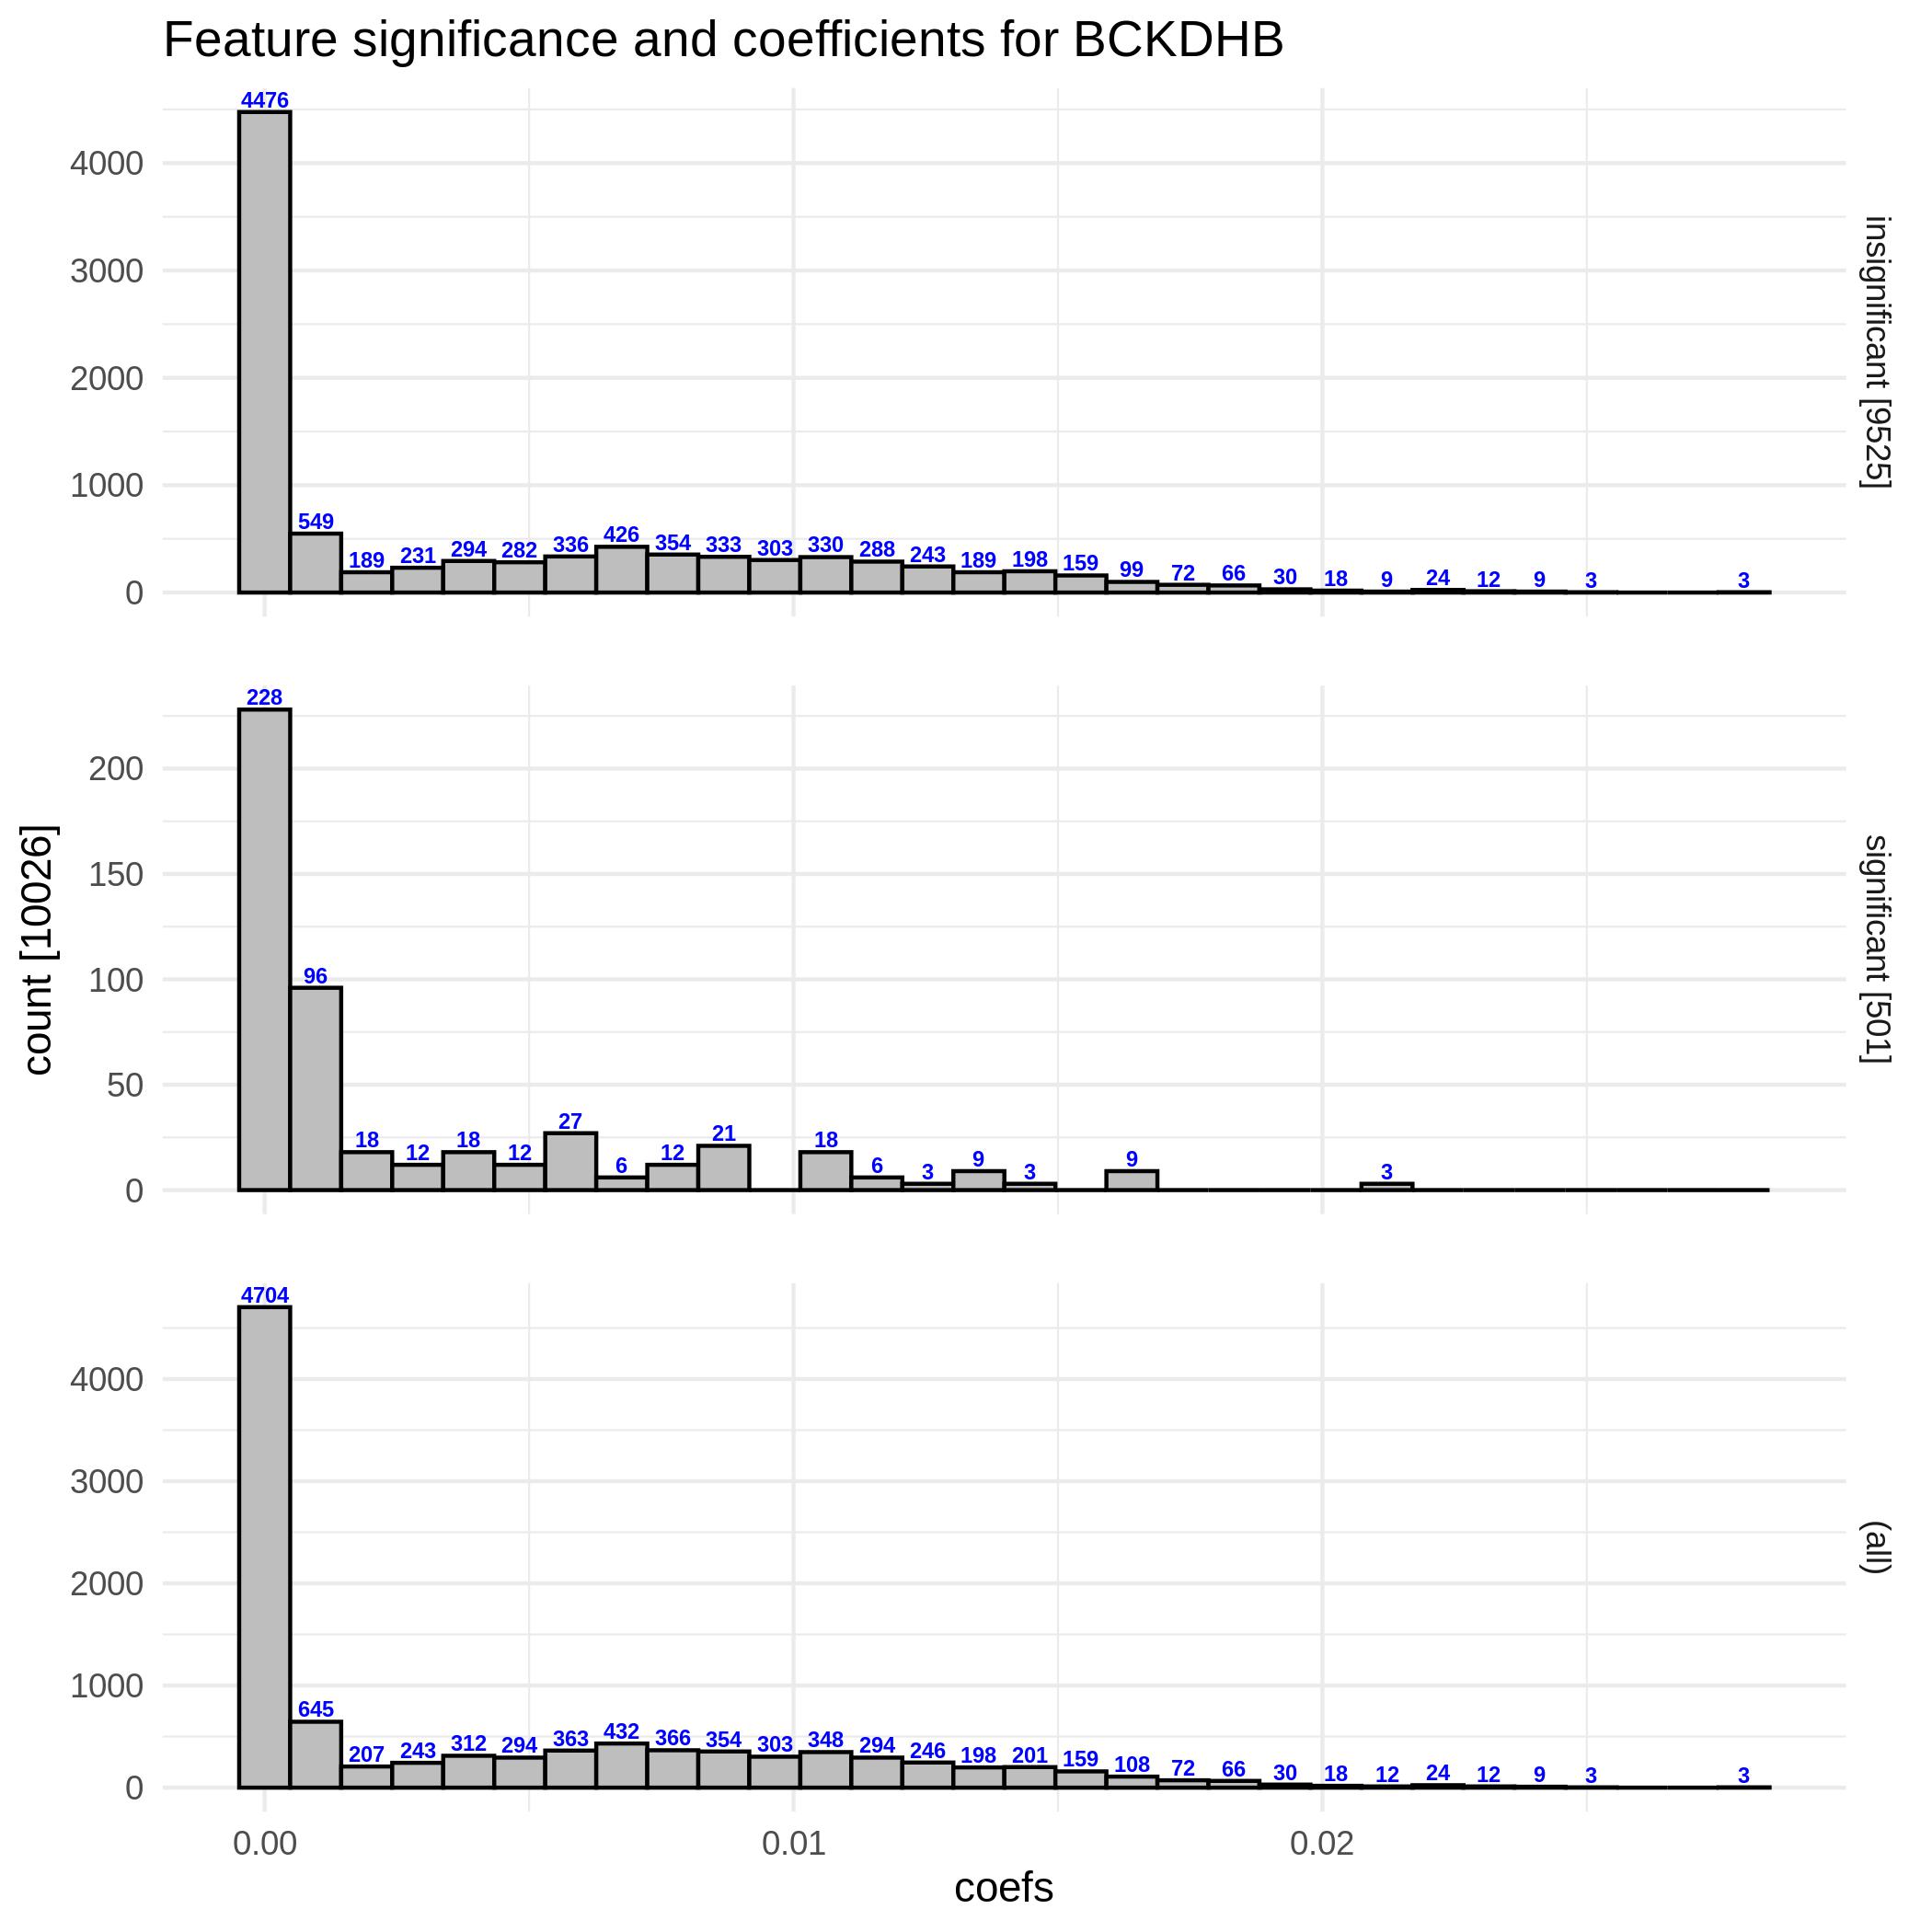 Feature significance and coefficients for BCKDHB
4476
549 189 231 294 282 336 426 354 333 303 330 288 243 189 198 159 99 72 66 30 18 9 24 12 9 3 3
4000
3000
2000
1000
0
insignificant [9525]
228
96
18 12 18 12 27 6 12 21 18 6 3 9 3 9 3
200
150
100
50
0
significant [501]
count [10026]
4704
645 207 243 312 294 363 432 366 354 303 348 294 246 198 201 159 108 72 66 30 18 12 24 12 9 3 3
4000
3000
2000
1000
0
(all)
0.00 0.01 0.02
coefs